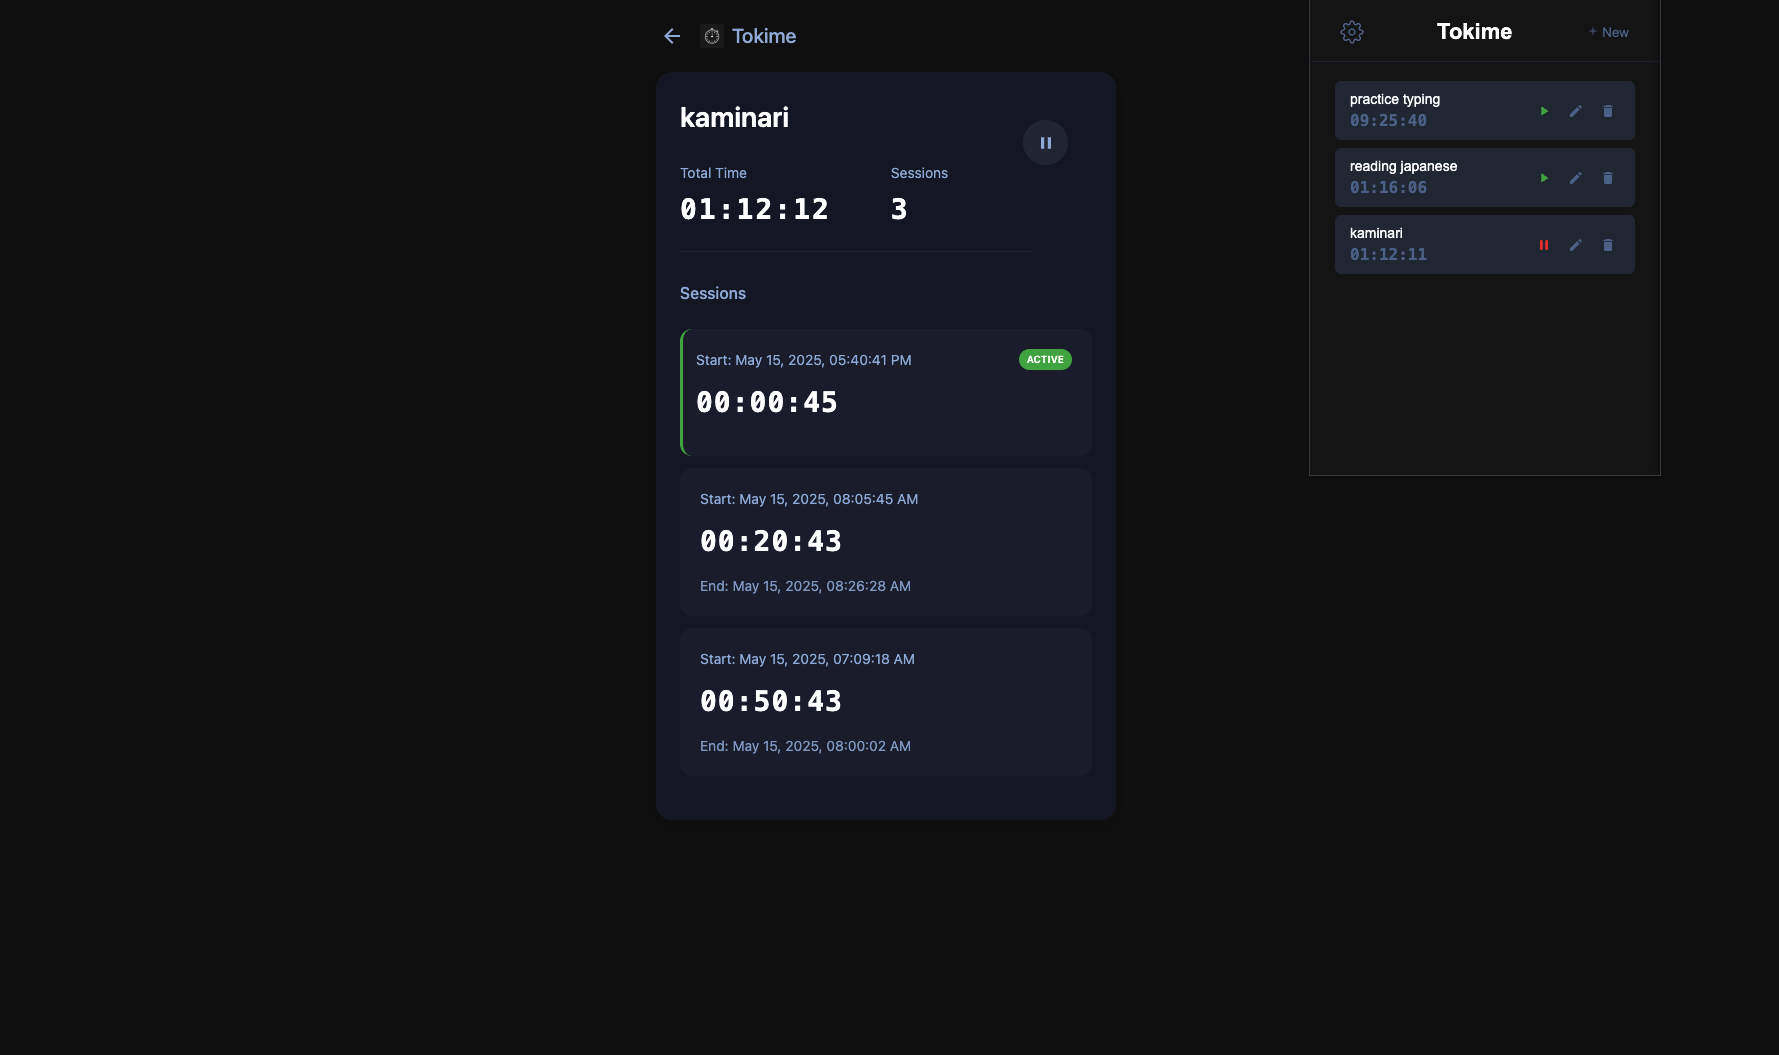 Tokime
kaminari
Total Time
01:12:12
Sessions
3
Sessions
Start: May 15, 2025, 05:40:41 PM
ACTIVE
00:00:45
Start: May 15, 2025, 08:05:45 AM
00:20:43
End: May 15, 2025, 08:26:28 AM
Start: May 15, 2025, 07:09:18 AM
00:50:43
End: May 15, 2025, 08:00:02 AM
Tokime
+ New
practice typing
09:25:40
reading japanese
01:16:06
kaminari
01:12:11